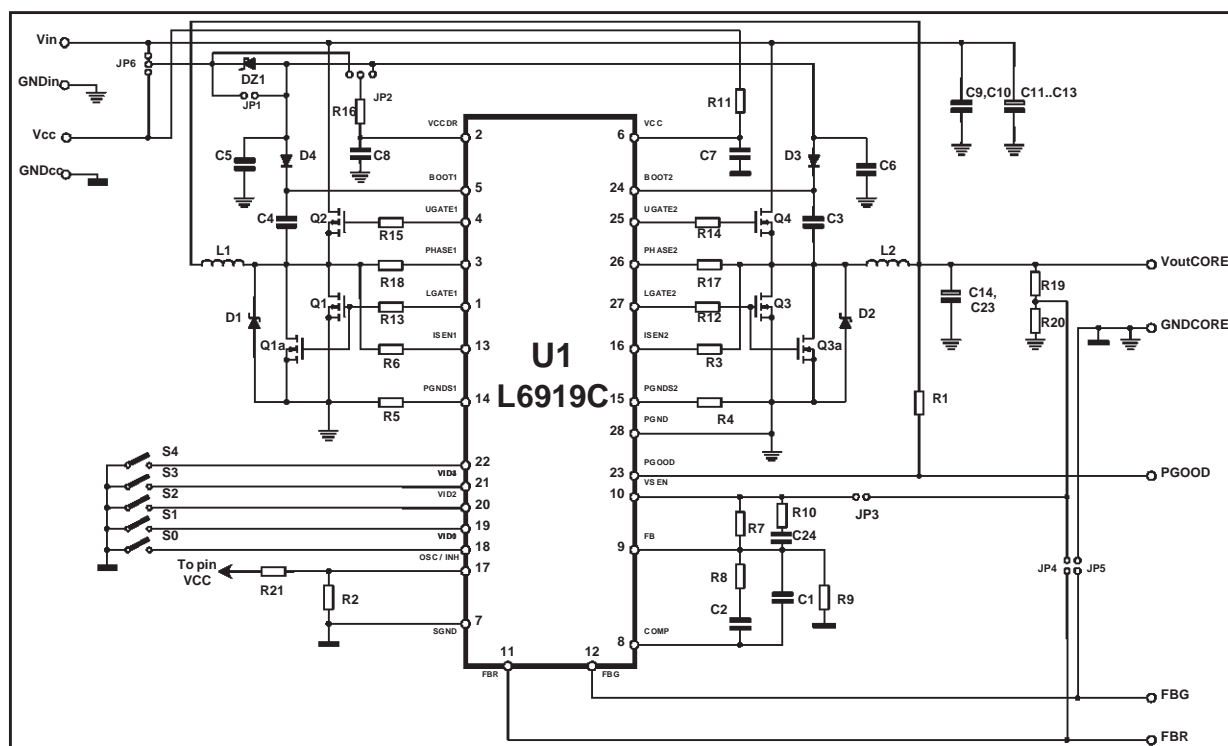 Vin
JP6
DZ1
JP1
GNDin
R16
JP2
R11
C9,C10
C11..C13
Vcc
VCCDR
2
6
VCC
C5
D4
C8
C7
D3
C6
GNDcc
BOOT1
5
24
BOOT2
C4
Q2
UGATE1
4
25
UGATE2
Q4
C3
R15
R14
L1
PHASE1
3
26
PHASE2
L2
VoutCORE
R18
R17
R19
C14,
C23
Q1
LGATE1
1
27
LGATE2
Q3
D1
R13
R12
D2
R20
GNDCORE
Q1a
ISEN1
13
16
ISEN2
Q3a
R6
R3
U1
L6919C
PGNDS1
14
15
PGNDS2
R5
R4
R1
PGND
28
S4
22
PGOOD
23
PGOOD
S3
VID3
21
VSEN
10
JP3
S2
VID2
20
R7
R10
S1
19
C24
S0
VID0
18
FB
9
OSC / INH
To pin
VCC
17
JP4
JP5
R21
R2
R8
C1
R9
C2
7
SGND
COMP
8
11
12
FBR
FBG
FBG
FBR